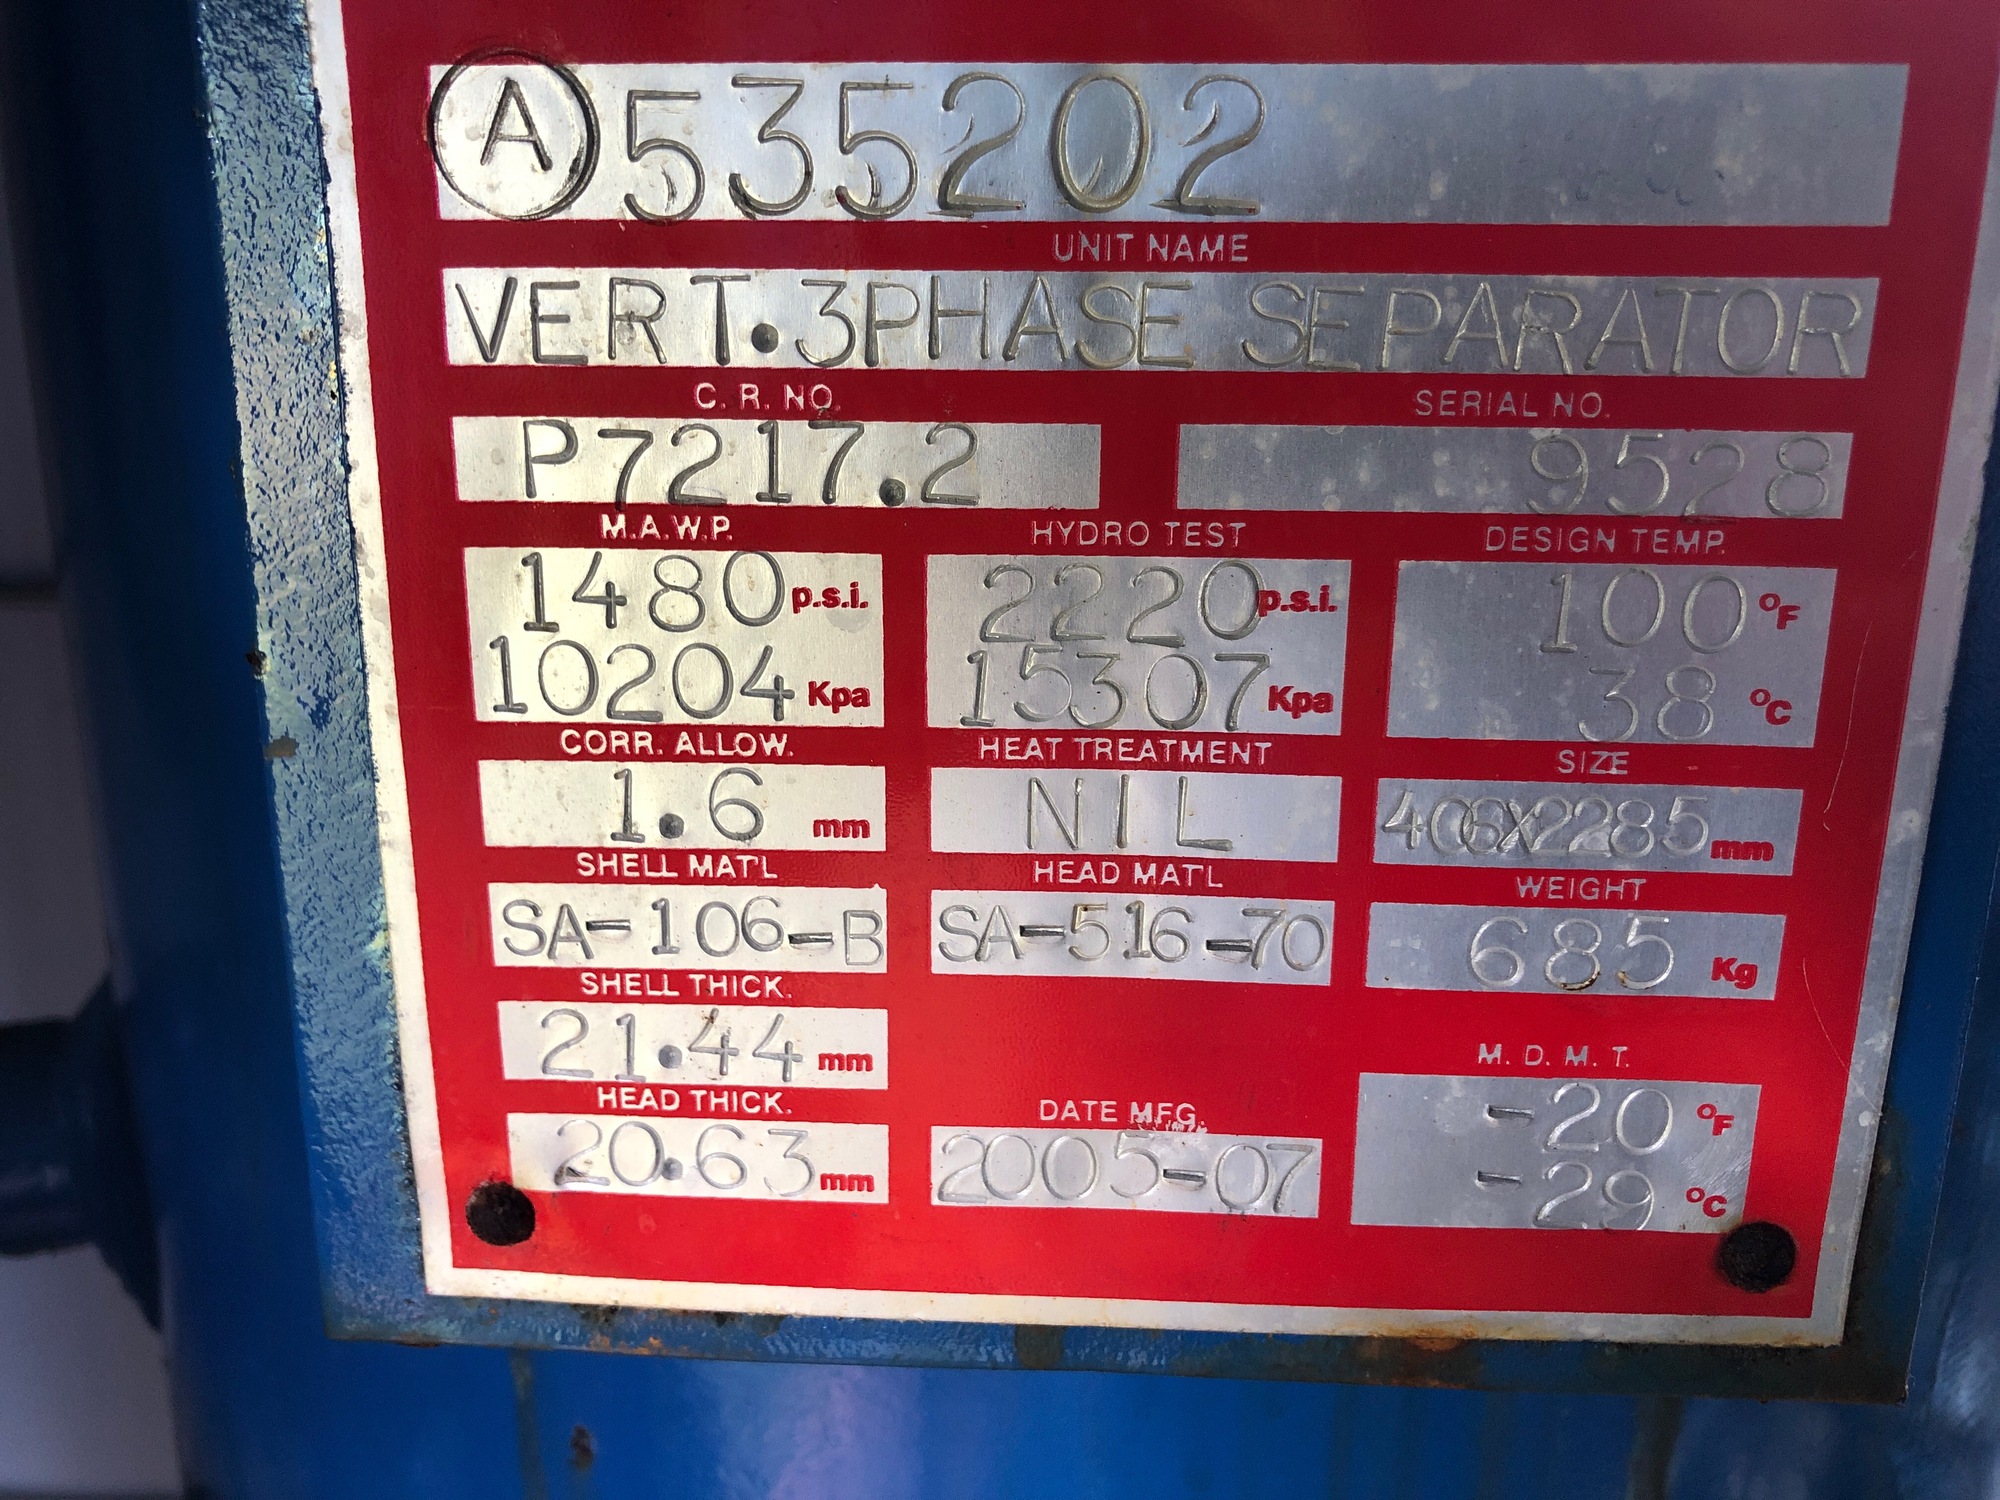 A 535202
UNIT NAME
VERT. 3PHASE SEPARATOR
C. R. NO. SERIAL NO.
P7217.2 9528
M.A.W.P. HYDRO TEST DESIGN TEMP.
1480 p.s.i. 2220 p.s.i. 100 °F
10204 Kpa 15307 Kpa 38 °C
CORR. ALLOW. HEAT TREATMENT SIZE
1.6 mm NIL 406X2285 mm
SHELL MAT'L HEAD MAT'L WEIGHT
SA-106-B SA-516-70 685 Kg
SHELL THICK. M. D. M. T.
21.44 mm -20 °F
HEAD THICK. DATE MFG.
20.63 mm 2005-07 -29 °C